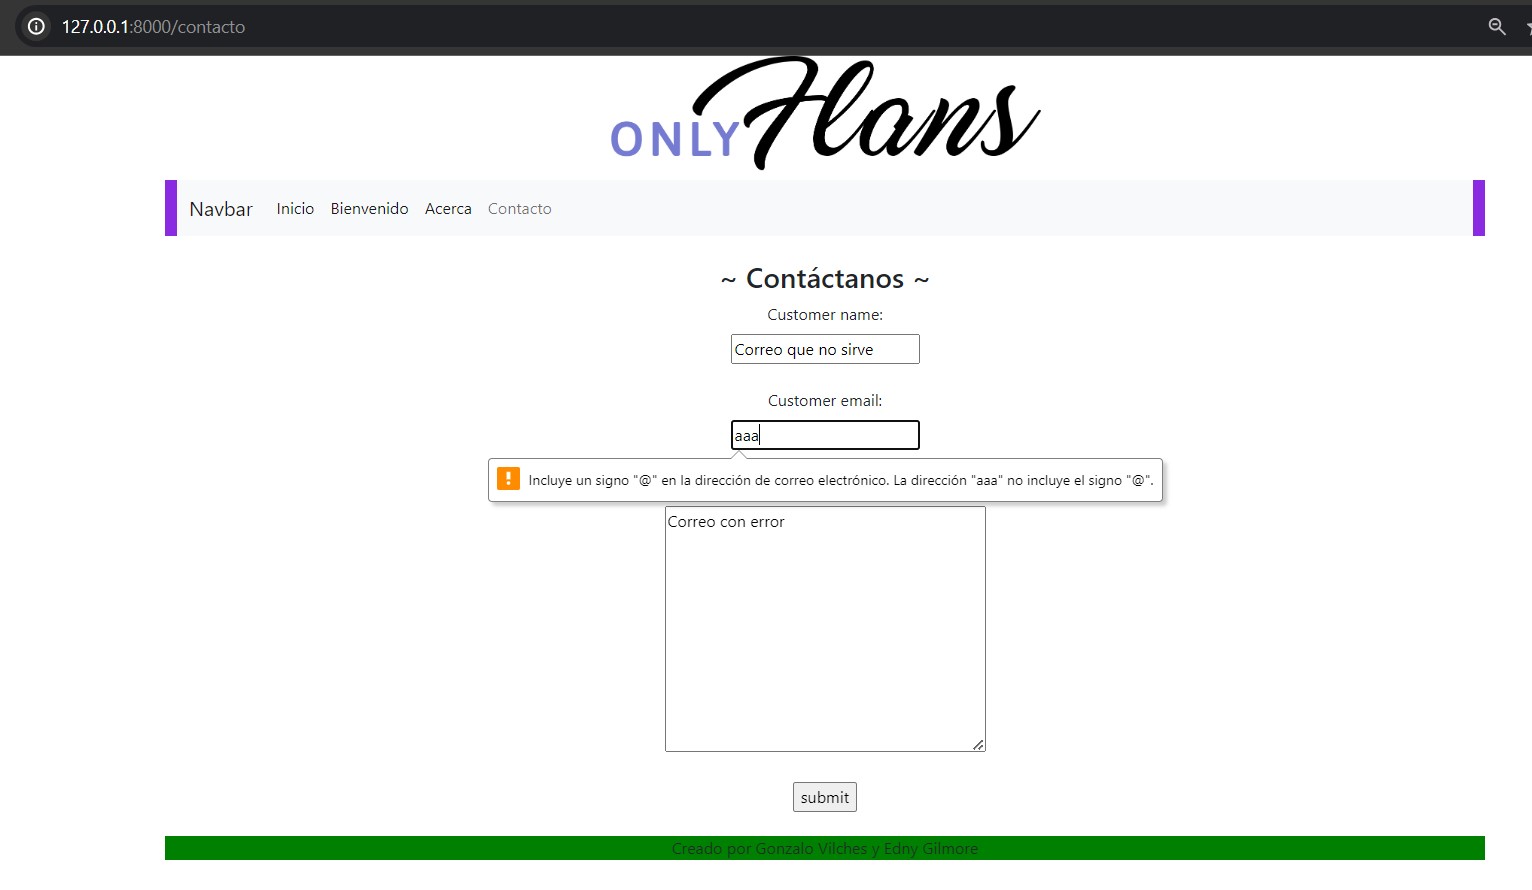 127.0.0.1:8000/contacto
ONLY Flans
Navbar Inicio Bienvenido Acerca Contacto
~ Contáctanos ~
Customer name:
Correo que no sirve
Customer email:
aaa
Incluye un signo "@" en la dirección de correo electrónico. La dirección "aaa" no incluye el signo "@".
Correo con error
submit
Creado por Gonzalo Vilches y Edny Gilmore